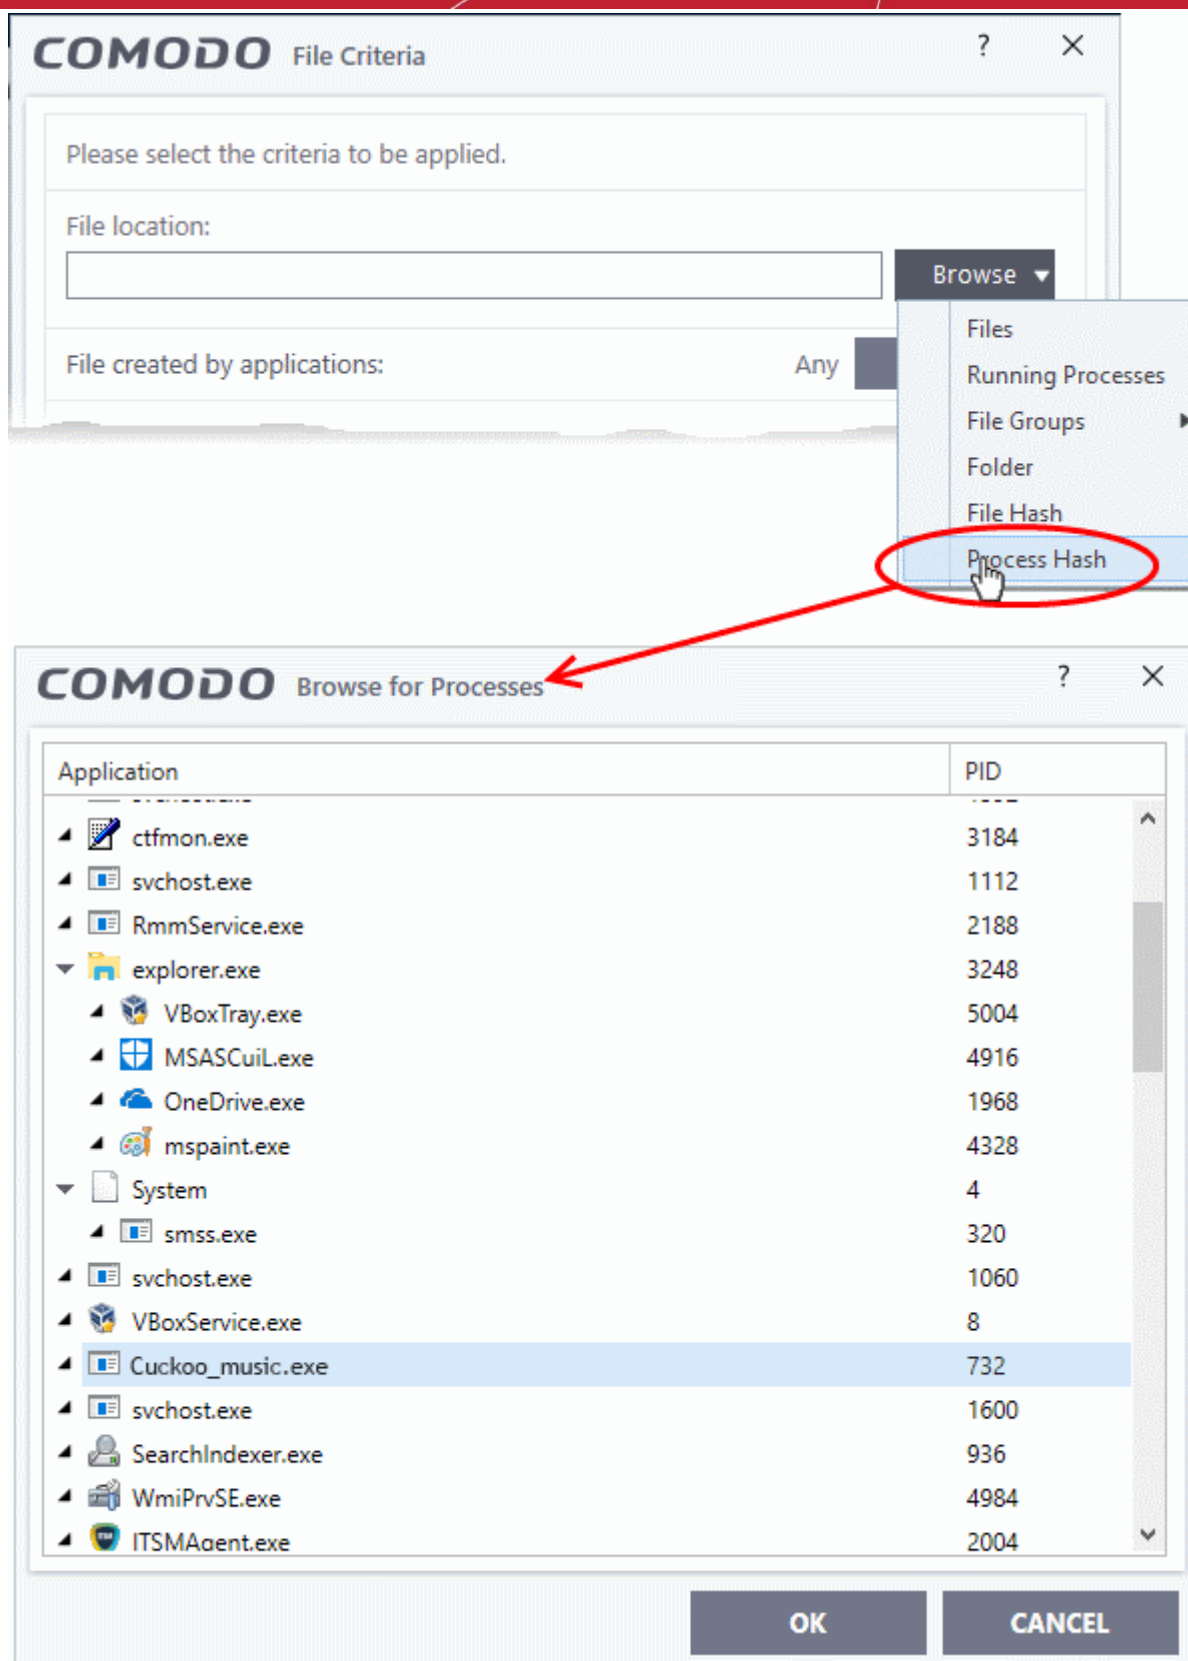 COMODO File Criteria ?
Please select the criteria to be applied.
File location:
Browse
File created by applications: Any
Files
Running Processes
File Groups
Folder
File Hash
Process Hash
COMODO Browse for Processes ?
Application PID
ctfmon.exe 3184
svchost.exe 1112
RmmService.exe 2188
explorer.exe 3248
VBoxTray.exe 5004
MSASCuiL.exe 4916
OneDrive.exe 1968
mspaint.exe 4328
System 4
smss.exe 320
svchost.exe 1060
VBoxService.exe 8
Cuckoo_music.exe 732
svchost.exe 1600
SearchIndexer.exe 936
WmiPrvSE.exe 4984
ITSMAgent.exe 2004
OK CANCEL